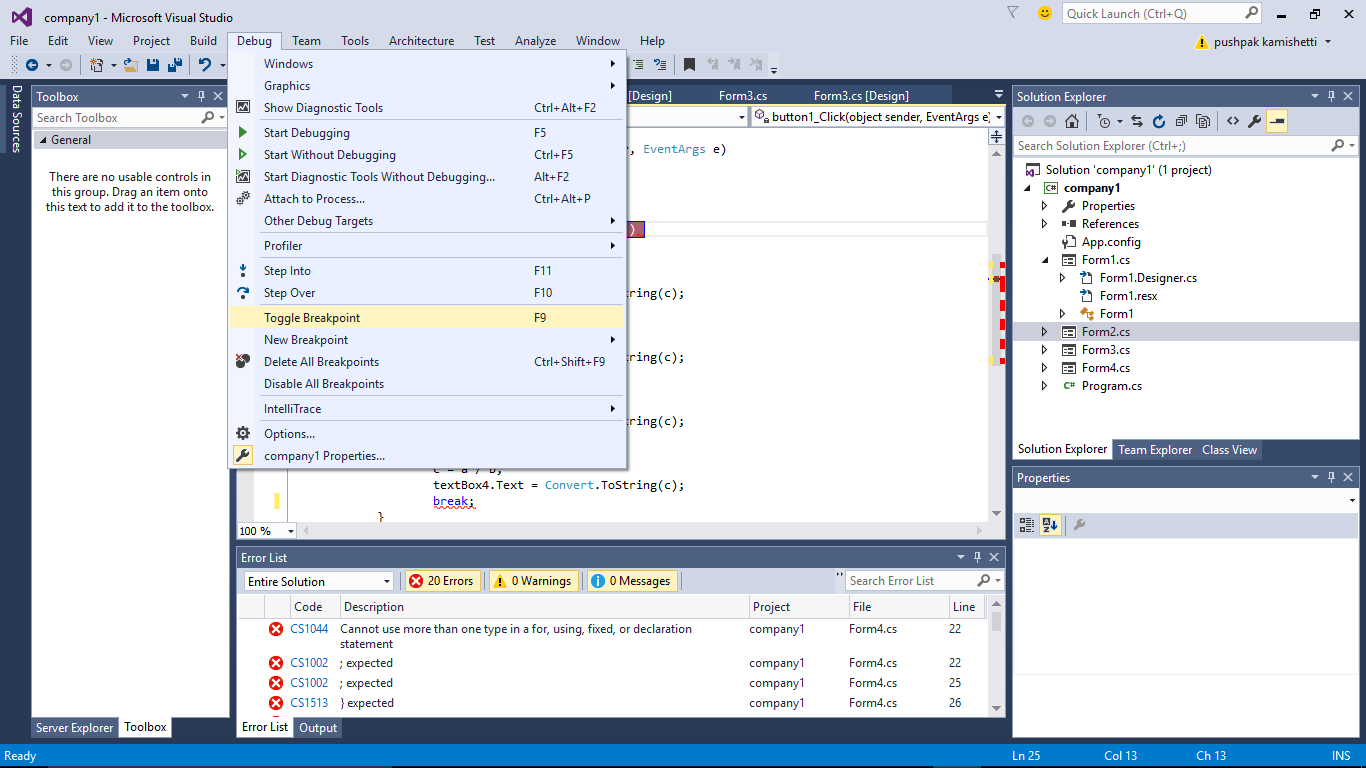 company1 - Microsoft Visual Studio
Quick Launch (Ctrl+Q)
File Edit View Project Build Debug Team Tools Architecture Test Analyze Window Help
pushpak kamishetti
Data Sources
Toolbox
Search Toolbox
General
There are no usable controls in
this group. Drag an item onto
this text to add it to the toolbox.
Server Explorer Toolbox
Windows
Graphics
Show Diagnostic Tools Ctrl+Alt+F2
Start Debugging F5
Start Without Debugging Ctrl+F5
Start Diagnostic Tools Without Debugging... Alt+F2
Attach to Process... Ctrl+Alt+P
Other Debug Targets
Profiler
Step Into F11
Step Over F10
Toggle Breakpoint F9
New Breakpoint
Delete All Breakpoints Ctrl+Shift+F9
Disable All Breakpoints
IntelliTrace
Options...
company1 Properties...
[Design] Form3.cs Form3.cs [Design]
button1_Click(object sender, EventArgs e)
, EventArgs e)
)
ring(c);
ring(c);
ring(c);
c = a / b;
textBox4.Text = Convert.ToString(c);
break;
}
100 %
Error List
Entire Solution 20 Errors 0 Warnings 0 Messages Search Error List
Code Description Project File Line
CS1044 Cannot use more than one type in a for, using, fixed, or declaration
statement company1 Form4.cs 22
CS1002 ; expected company1 Form4.cs 22
CS1002 ; expected company1 Form4.cs 25
CS1513 } expected company1 Form4.cs 26
Error List Output
Solution Explorer
Search Solution Explorer (Ctrl+;)
Solution 'company1' (1 project)
C# company1
Properties
References
App.config
Form1.cs
Form1.Designer.cs
Form1.resx
Form1
Form2.cs
Form3.cs
Form4.cs
C# Program.cs
Solution Explorer Team Explorer Class View
Properties
Ready Ln 25 Col 13 Ch 13 INS